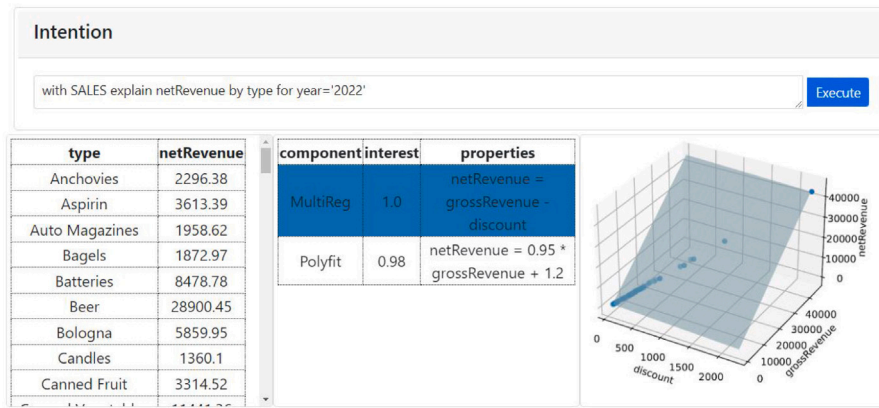 Intention
with SALES explain netRevenue by type for year='2022'
Execute
type netRevenue
Anchovies 2296.38
Aspirin 3613.39
Auto Magazines 1958.62
Bagels 1872.97
Batteries 8478.78
Beer 28900.45
Bologna 5859.95
Candles 1360.1
Canned Fruit 3314.52
component interest properties
MultiReg 1.0 netRevenue =
grossRevenue -
discount
Polyfit 0.98 netRevenue = 0.95 *
grossRevenue + 1.2
40000
30000
20000
10000
0
netRevenue
40000
30000
20000
10000
0
grossRevenue
0
500
1000
1500
2000
discount